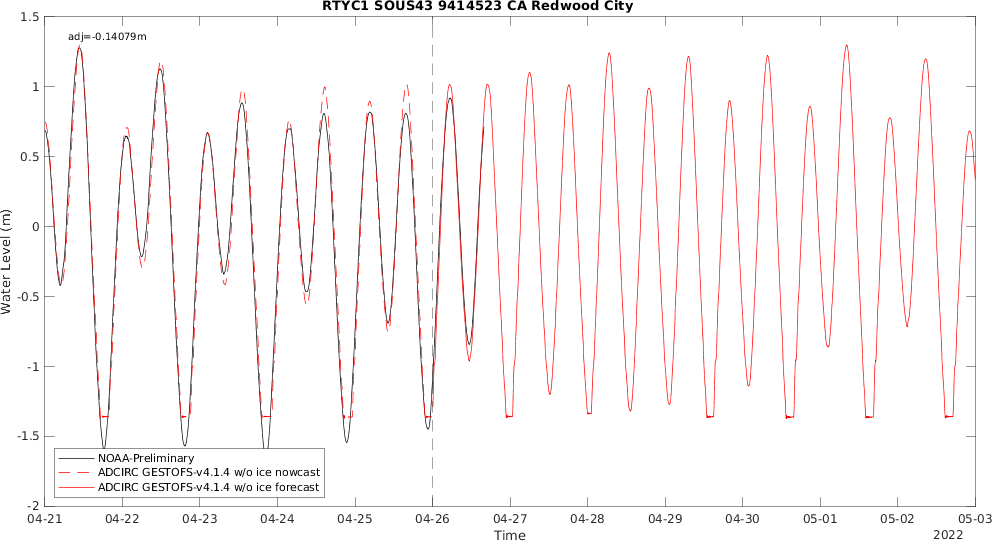 RTYC1 SOUS43 9414523 CA Redwood City
adj=-0.14079m
1.5
1
0.5
0
-0.5
-1
-1.5
-2
Water Level (m)
NOAA-Preliminary
ADCIRC GESTOFS-v4.1.4 w/o ice nowcast
ADCIRC GESTOFS-v4.1.4 w/o ice forecast
04-21 04-22 04-23 04-24 04-25 04-26 04-27 04-28 04-29 04-30 05-01 05-02 05-03
Time
2022